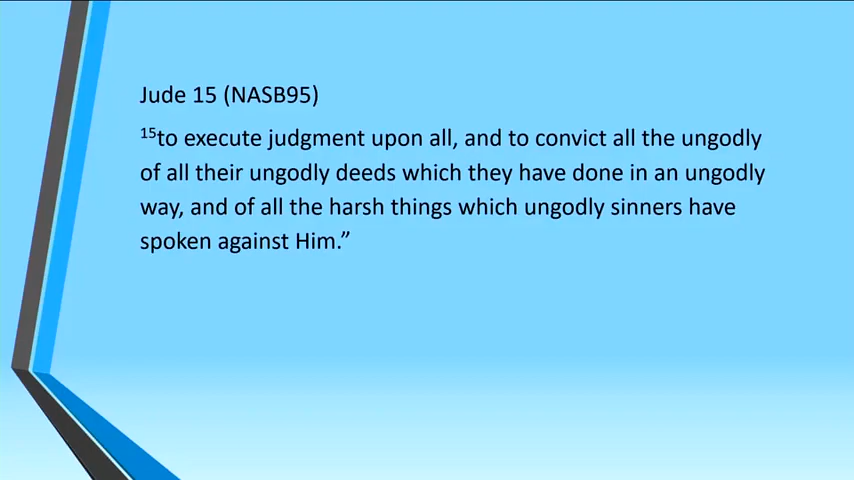 Jude 15 (NASB95)
15to execute judgment upon all, and to convict all the ungodly
of all their ungodly deeds which they have done in an ungodly
way, and of all the harsh things which ungodly sinners have
spoken against Him.”